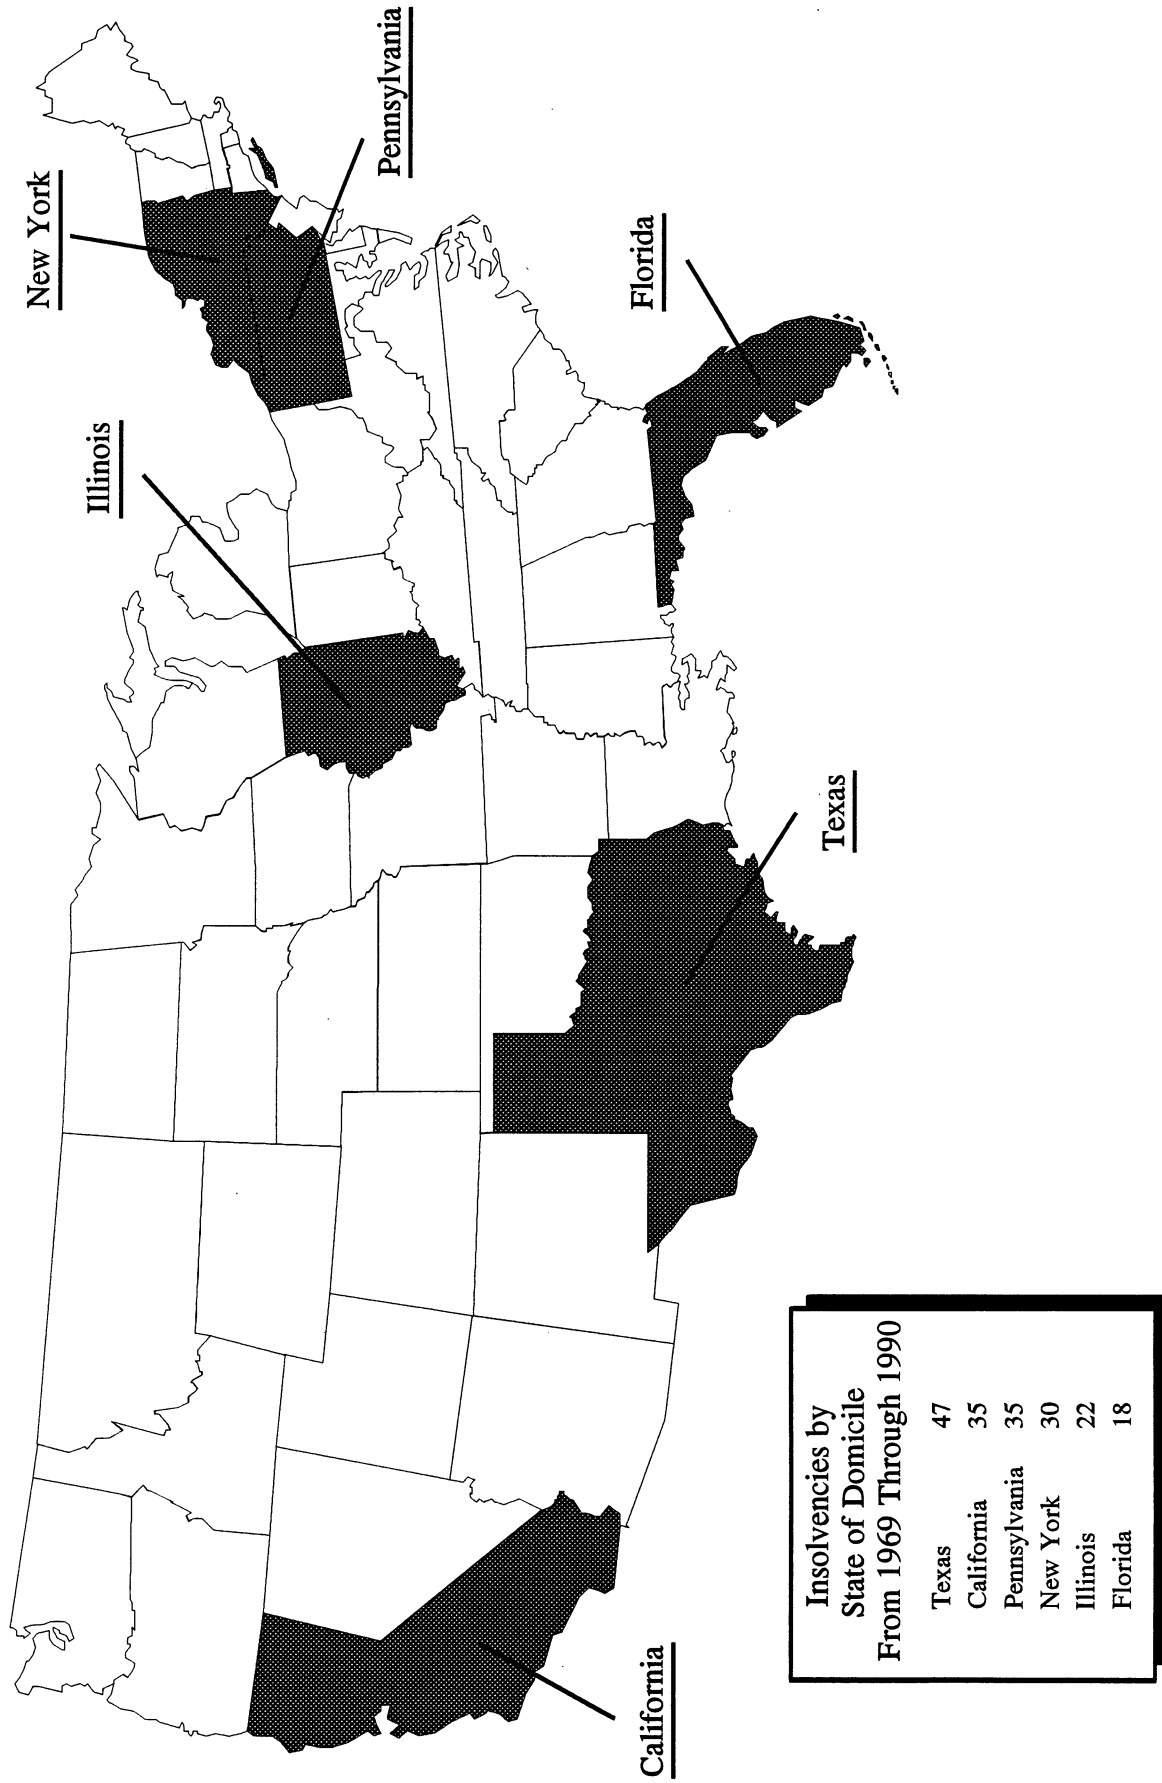 New York
Pennsylvania
Illinois
Florida
Texas
California
Insolvencies by
State of Domicile
From 1969 Through 1990
Texas 47
California 35
Pennsylvania 35
New York 30
Illinois 22
Florida 18